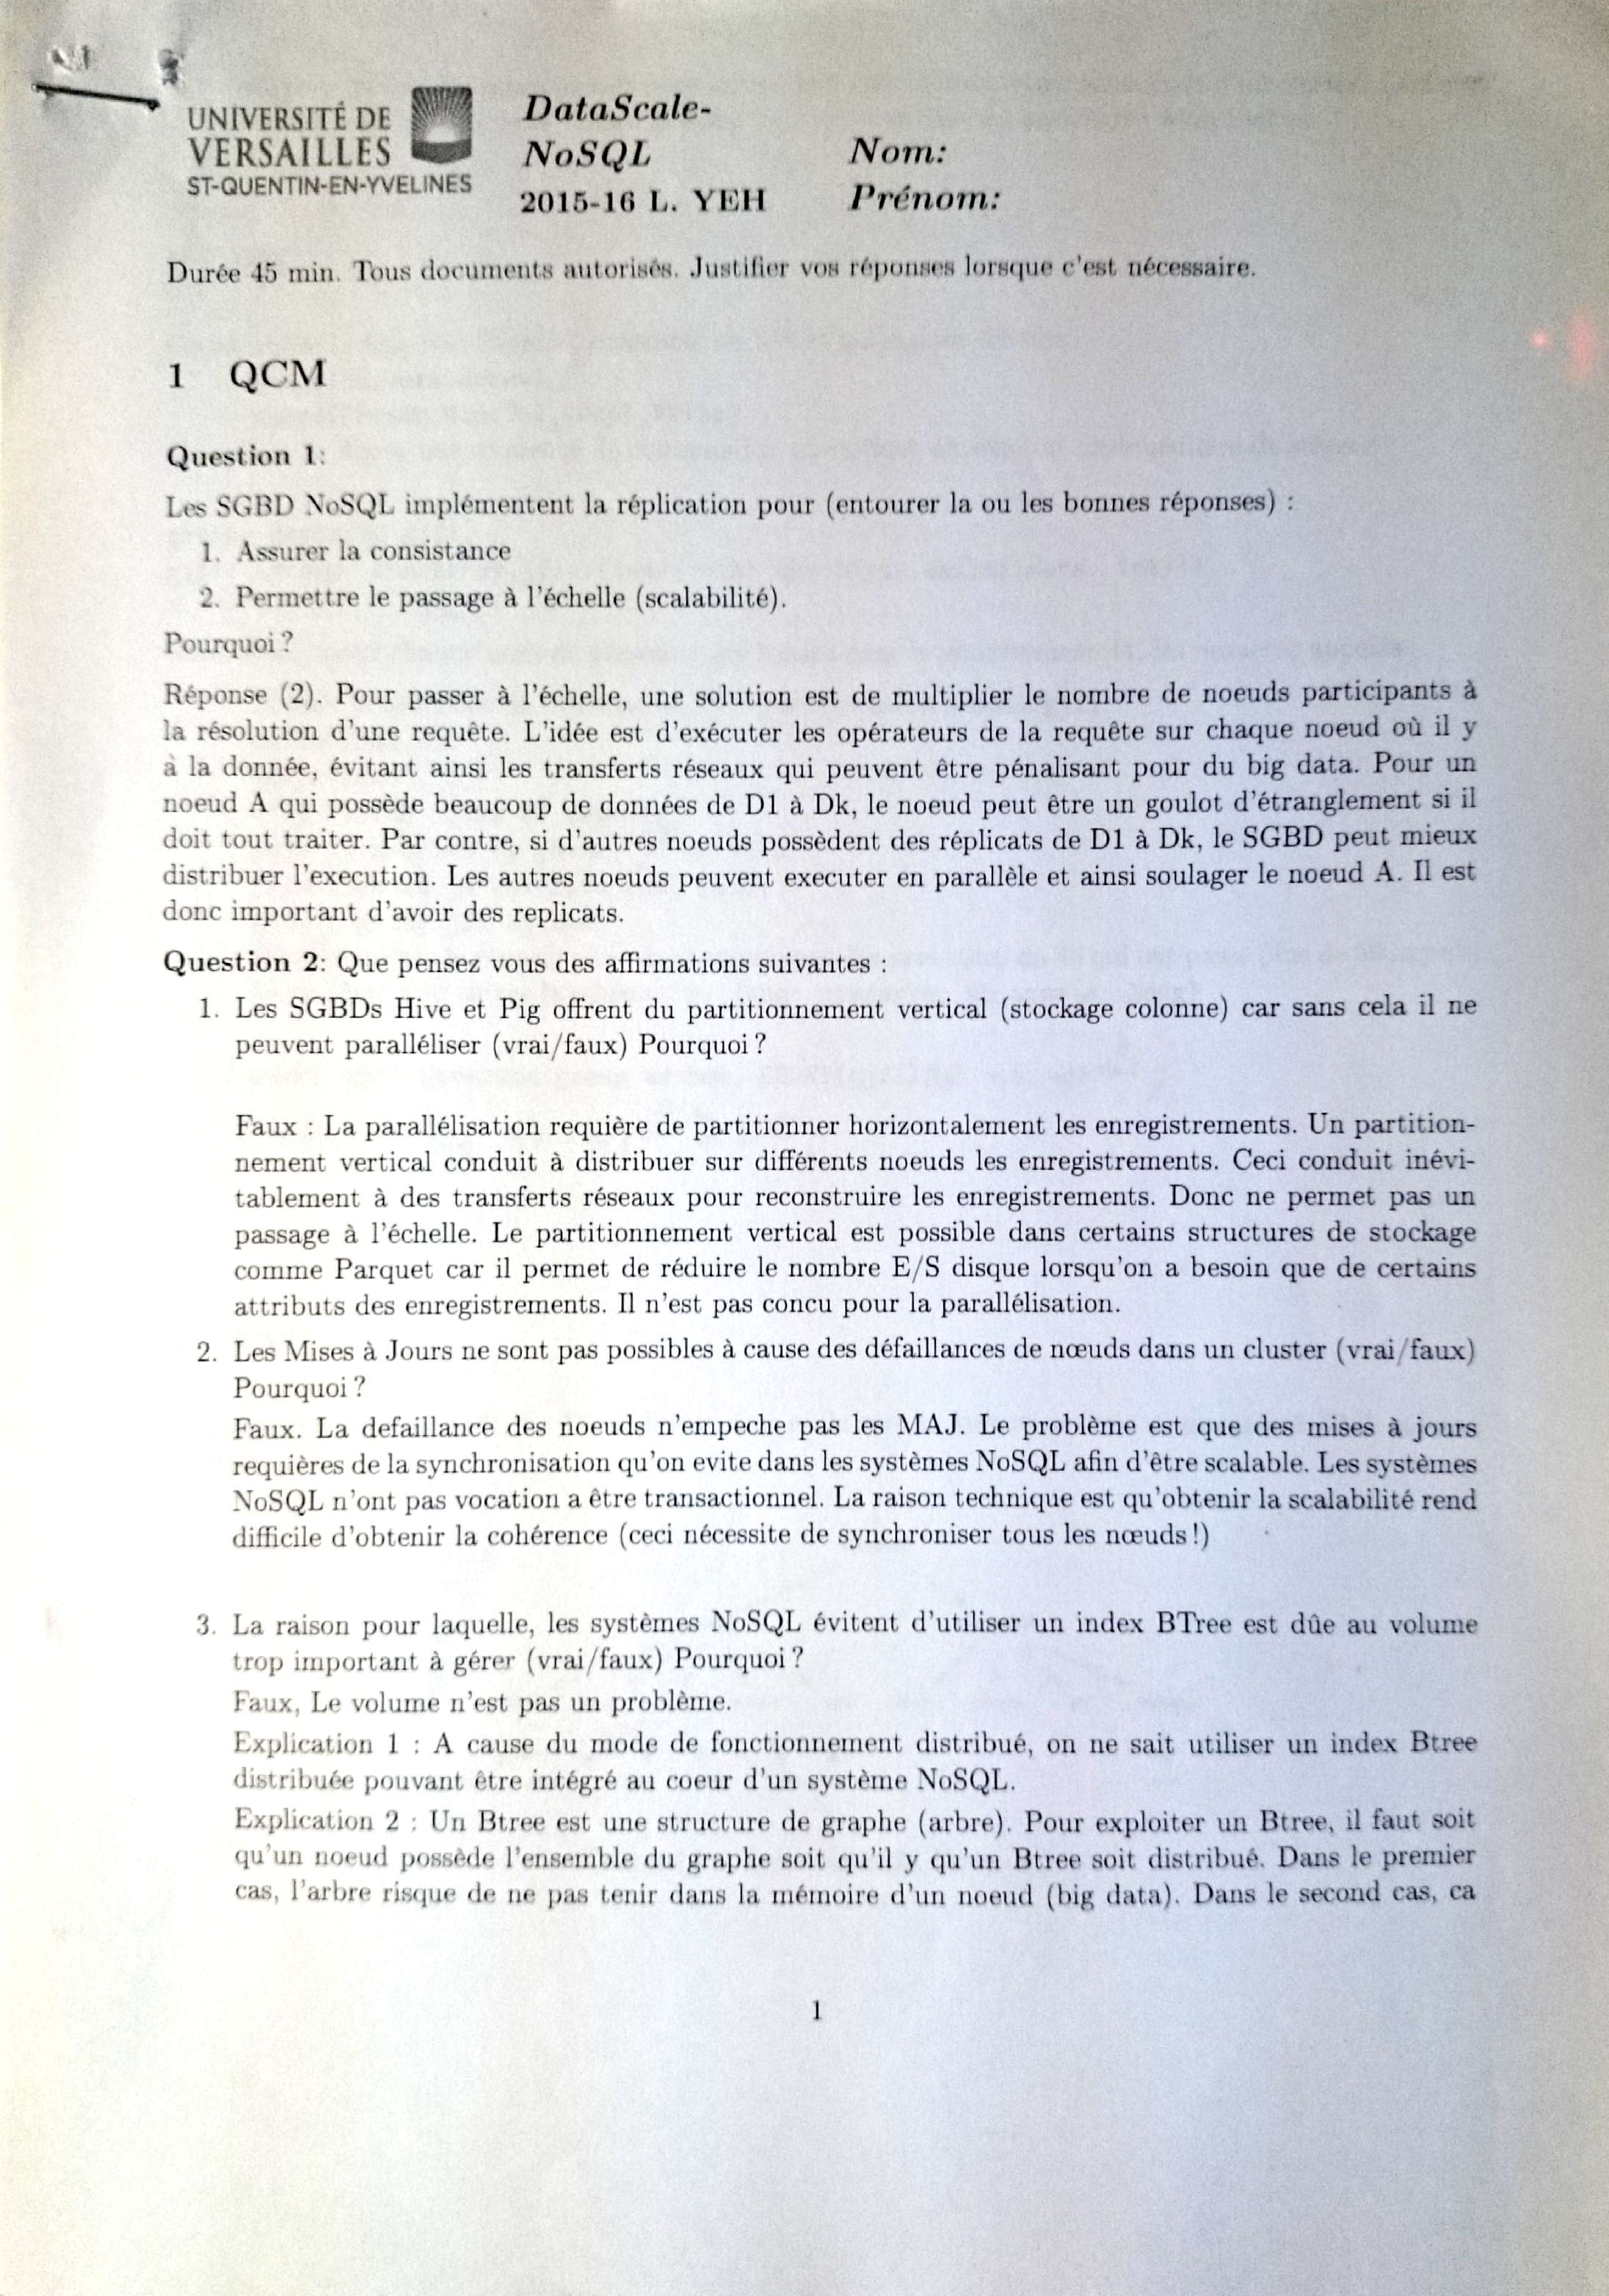 UNIVERSITÉ DE
VERSAILLES
ST-QUENTIN-EN-YVELINES
DataScale-
NoSQL
2015-16 L. YEH
Nom:
Prénom:
Durée 45 min. Tous documents autorisés. Justifier vos réponses lorsque c'est nécessaire.
1 QCM
Question 1:
Les SGBD NoSQL implémentent la réplication pour (entourer la ou les bonnes réponses) :
1. Assurer la consistance
2. Permettre le passage à l'échelle (scalabilité).
Pourquoi ?
Réponse (2). Pour passer à l'échelle, une solution est de multiplier le nombre de noeuds participants à
la résolution d'une requête. L'idée est d'exécuter les opérateurs de la requête sur chaque noeud où il y
a la donnée, évitant ainsi les transferts réseaux qui peuvent être pénalisant pour du big data. Pour un
noeud A qui possède beaucoup de données de D1 à Dk, le noeud peut être un goulot d'étranglement si il
doit tout traiter. Par contre, si d'autres noeuds possèdent des réplicats de D1 à Dk, le SGBD peut mieux
distribuer l'execution. Les autres noeuds peuvent executer en parallèle et ainsi soulager le noeud A. Il est
donc important d'avoir des replicats.
Question 2: Que pensez vous des affirmations suivantes :
1. Les SGBDs Hive et Pig offrent du partitionnement vertical (stockage colonne) car sans cela il ne
peuvent paralléliser (vrai/faux) Pourquoi ?
Faux : La parallélisation requière de partitionner horizontalement les enregistrements. Un partition-
nement vertical conduit à distribuer sur différents noeuds les enregistrements. Ceci conduit inévi-
tablement à des transferts réseaux pour reconstruire les enregistrements. Donc ne permet pas un
passage à l'échelle. Le partitionnement vertical est possible dans certains structures de stockage
comme Parquet car il permet de réduire le nombre E/S disque lorsqu'on a besoin que de certains
attributs des enregistrements. Il n'est pas concu pour la parallélisation.
2. Les Mises à Jours ne sont pas possibles à cause des défaillances de nœuds dans un cluster (vrai/faux)
Pourquoi ?
Faux. La defaillance des noeuds n'empeche pas les MAJ. Le problème est que des mises à jours
requières de la synchronisation qu'on evite dans les systèmes NoSQL afin d'être scalable. Les systèmes
NoSQL n'ont pas vocation a être transactionnel. La raison technique est qu'obtenir la scalabilité rend
difficile d'obtenir la cohérence (ceci nécessite de synchroniser tous les nœuds !)
3. La raison pour laquelle, les systèmes NoSQL évitent d'utiliser un index BTree est dûe au volume
trop important à gérer (vrai/faux) Pourquoi ?
Faux, Le volume n'est pas un problème.
Explication 1 : A cause du mode de fonctionnement distribué, on ne sait utiliser un index Btree
distribuée pouvant être intégré au coeur d'un système NoSQL.
Explication 2 : Un Btree est une structure de graphe (arbre). Pour exploiter un Btree, il faut soit
qu'un noeud possède l'ensemble du graphe soit qu'il y qu'un Btree soit distribué. Dans le premier
cas, l'arbre risque de ne pas tenir dans la mémoire d'un noeud (big data). Dans le second cas, ca
1